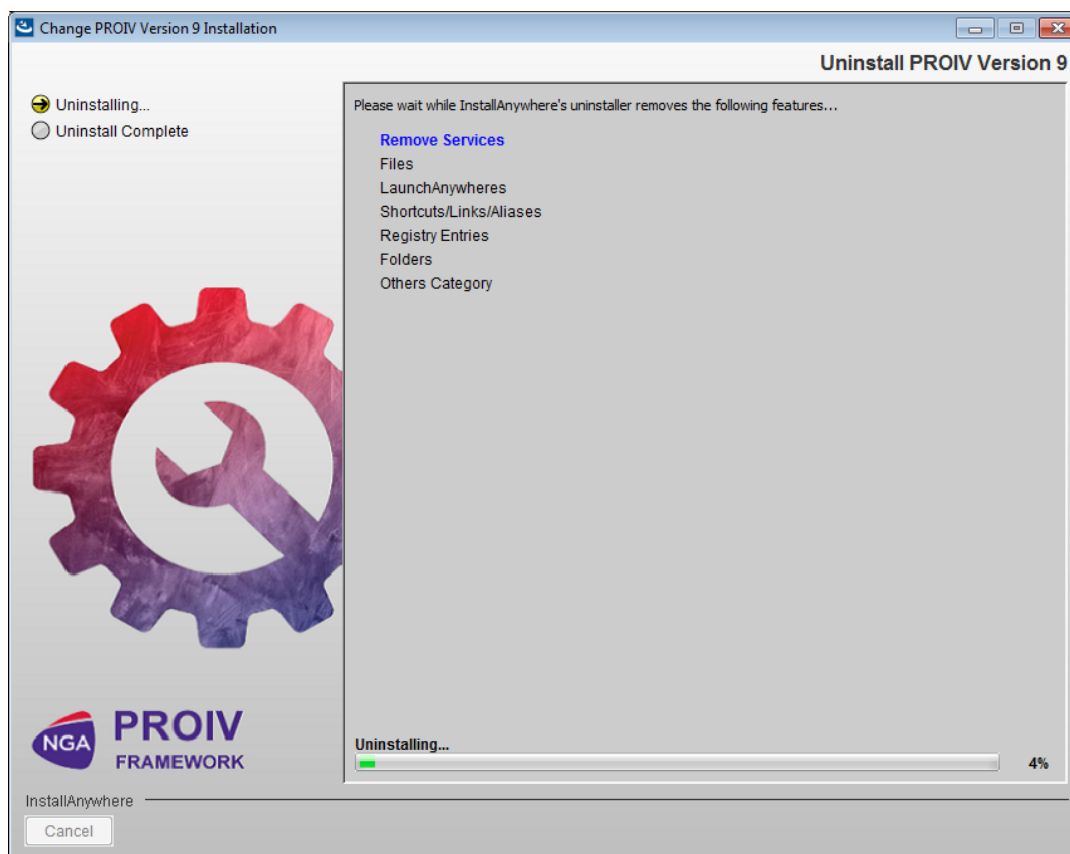 Change PROIV Version 9 Installation
Uninstall PROIV Version 9
Uninstalling...
Uninstall Complete
Please wait while InstallAnywhere's uninstaller removes the following features...
Remove Services
Files
LaunchAnywheres
Shortcuts/Links/Aliases
Registry Entries
Folders
Others Category
NGA
PROIV
FRAMEWORK
Uninstalling...
4%
InstallAnywhere
Cancel